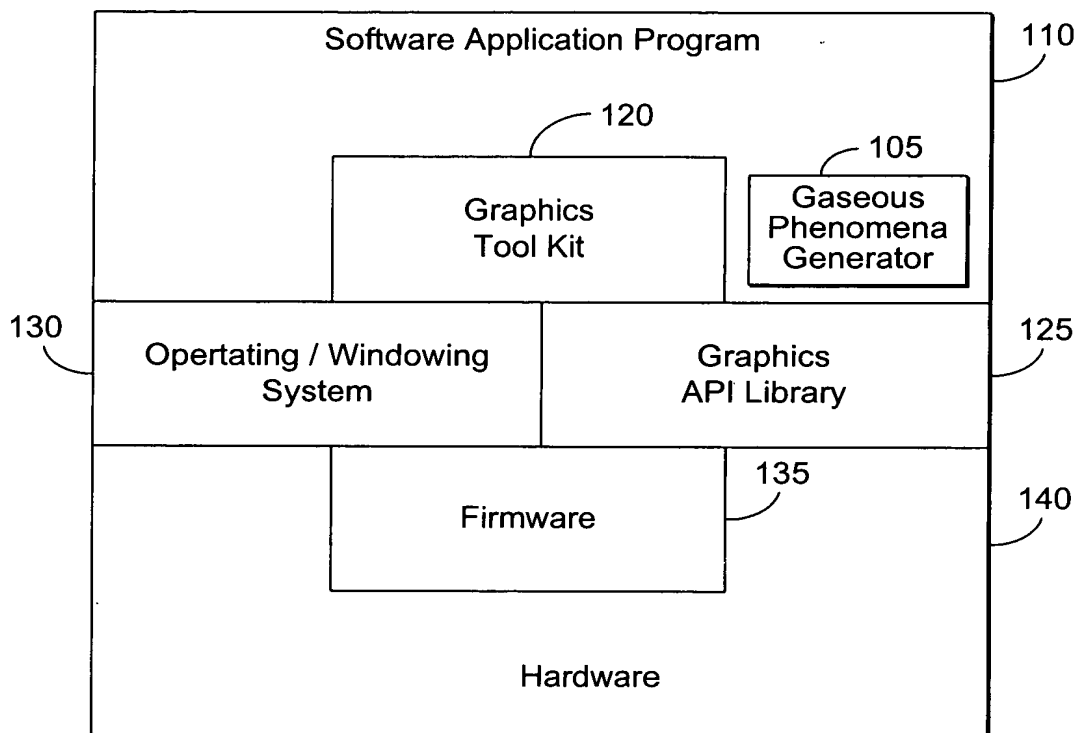 Software Application Program
110
120
105
Graphics
Tool Kit
Gaseous
Phenomena
Generator
130
Opertating / Windowing
System
Graphics
API Library
125
135
Firmware
140
Hardware